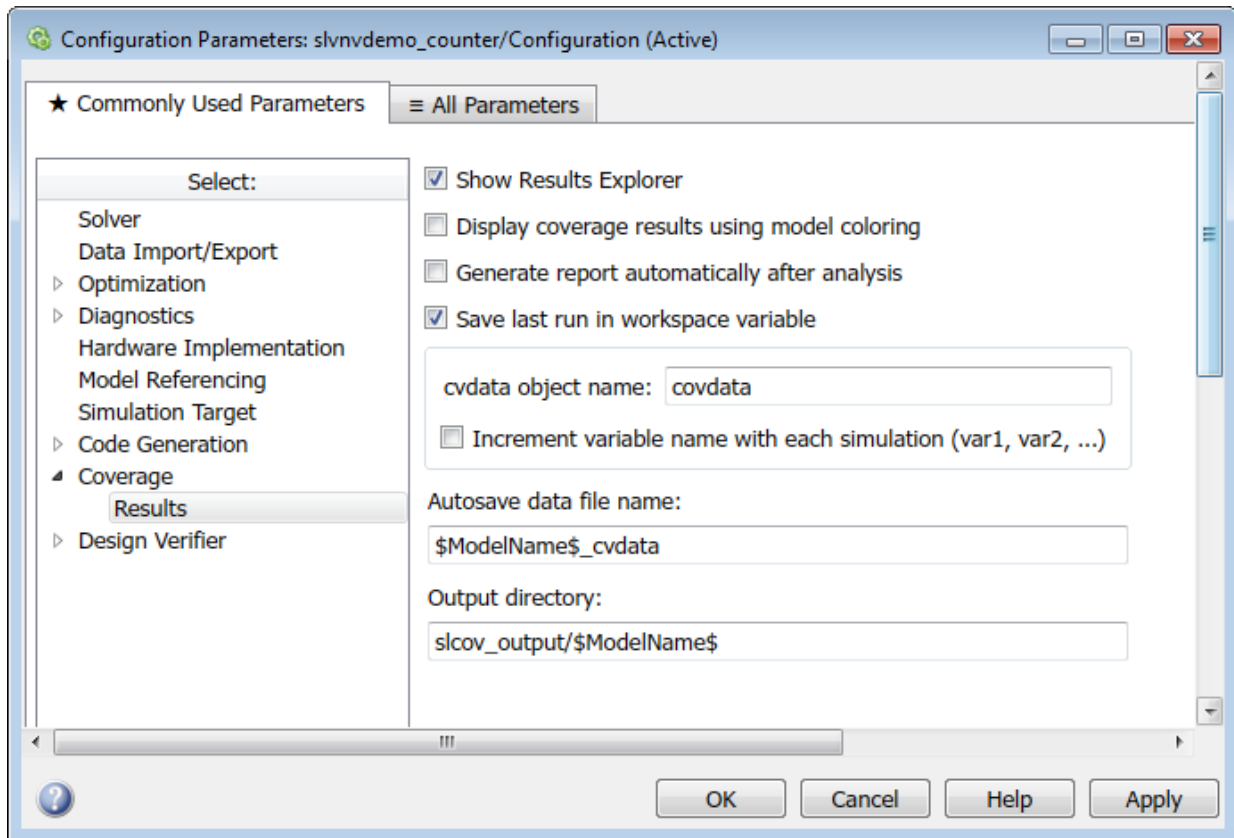 Configuration Parameters: slvnvdemo_counter/Configuration (Active)
★ Commonly Used Parameters
≡ All Parameters
Select:
Solver
Data Import/Export
Optimization
Diagnostics
Hardware Implementation
Model Referencing
Simulation Target
Code Generation
Coverage
Results
Design Verifier
Show Results Explorer
Display coverage results using model coloring
Generate report automatically after analysis
Save last run in workspace variable
cvdata object name: covdata
Increment variable name with each simulation (var1, var2, ...)
Autosave data file name:
$ModelName$_cvdata
Output directory:
slcov_output/$ModelName$
?
OK
Cancel
Help
Apply